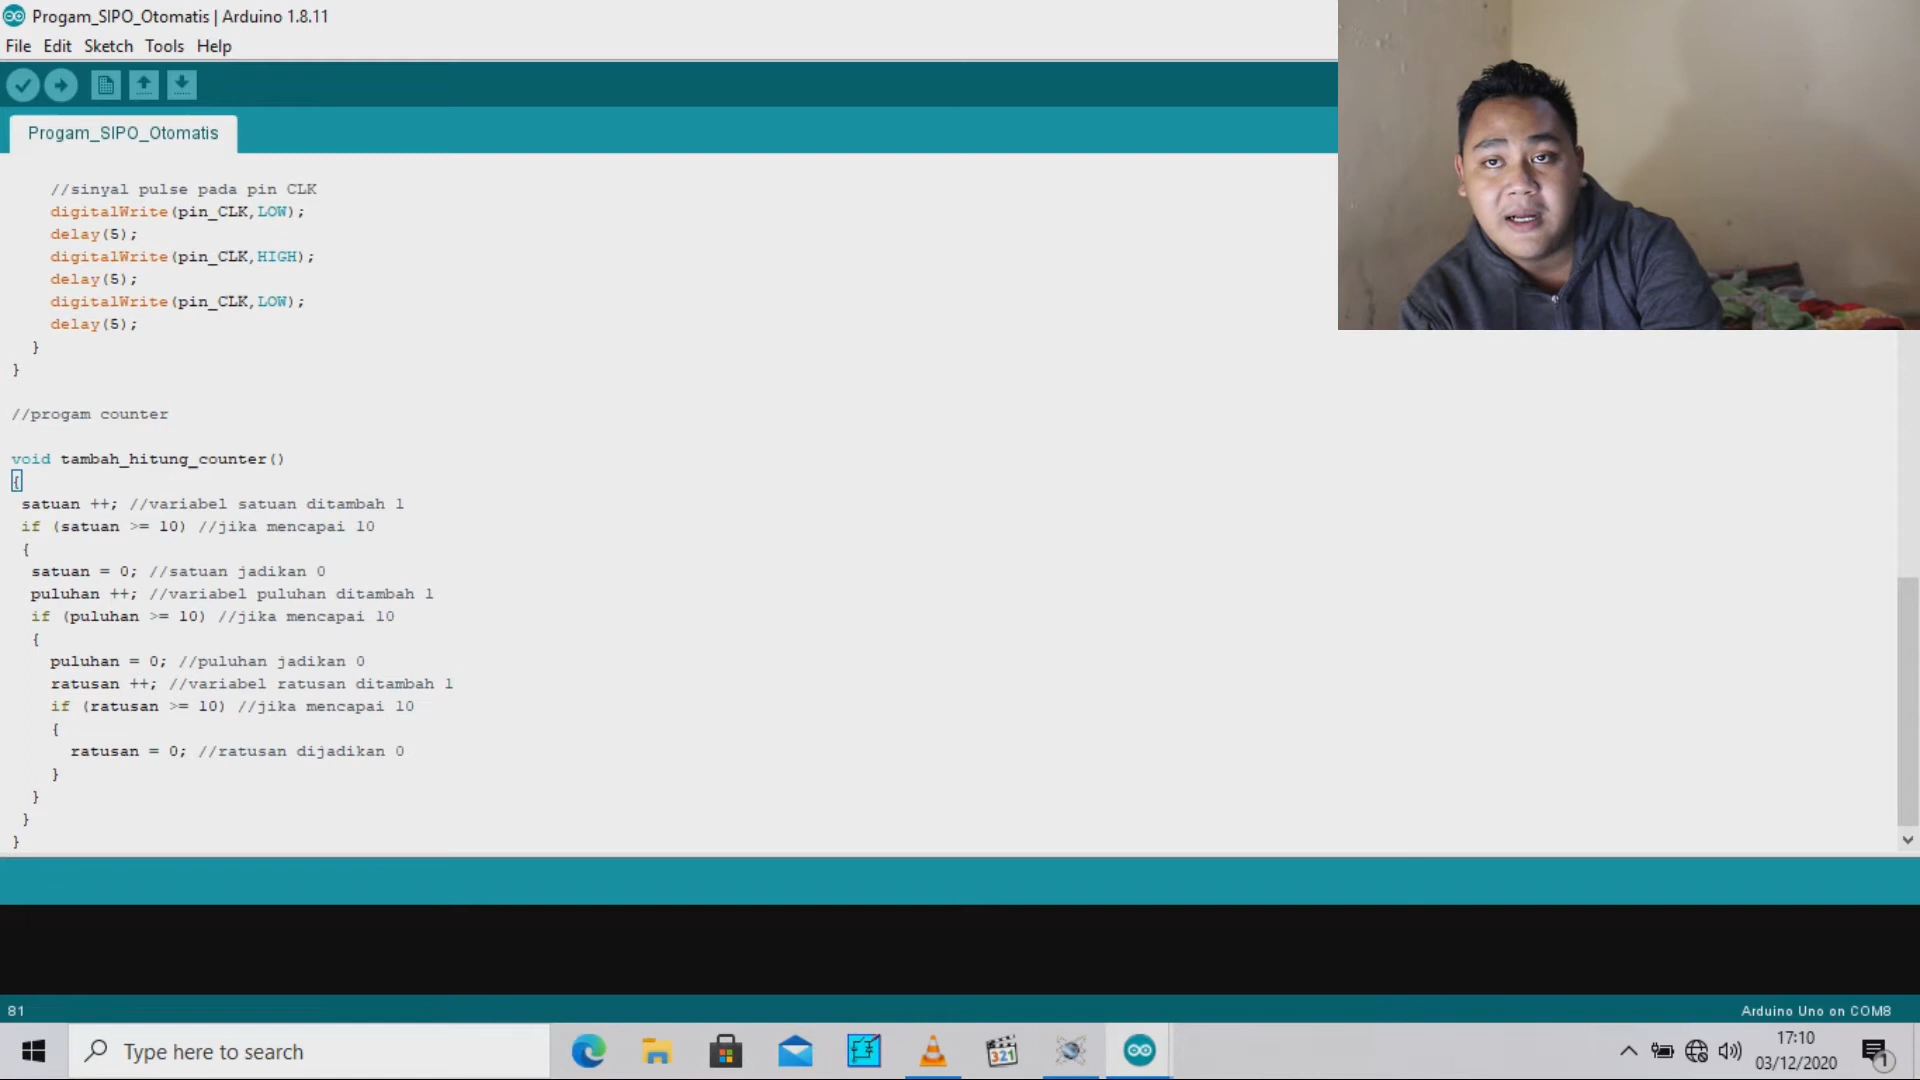 Progam_SIPO_Otomatis | Arduino 1.8.11
File Edit Sketch Tools Help
Progam_SIPO_Otomatis
//sinyal pulse pada pin CLK
digitalWrite(pin_CLK,LOW);
delay(5);
digitalWrite(pin_CLK,HIGH);
delay(5);
digitalWrite(pin_CLK,LOW);
delay(5);
}
}
//progam counter
void tambah_hitung_counter()
{
satuan ++; //variabel satuan ditambah 1
if (satuan >= 10) //jika mencapai 10
{
satuan = 0; //satuan jadikan 0
puluhan ++; //variabel puluhan ditambah 1
if (puluhan >= 10) //jika mencapai 10
{
puluhan = 0; //puluhan jadikan 0
ratusan ++; //variabel ratusan ditambah 1
if (ratusan >= 10) //jika mencapai 10
{
ratusan = 0; //ratusan dijadikan 0
}
}
}
}
81
Arduino Uno on COM8
Type here to search
321
17:10
03/12/2020
1